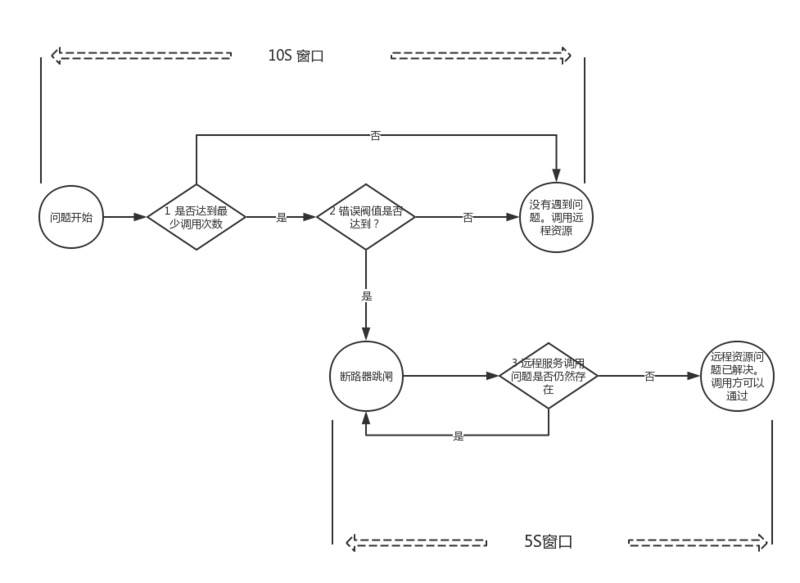 10S 窗口
否
问题开始
1 是否达到最
少调用次数
是
2 错误阀值是否
达到？
否
没有遇到问
题。调用远
程资源
是
断路器跳闸
3 远程服务调用
问题是否仍然存
在
否
远程资源问
题已解决。
调用方可以
通过
是
5S窗口